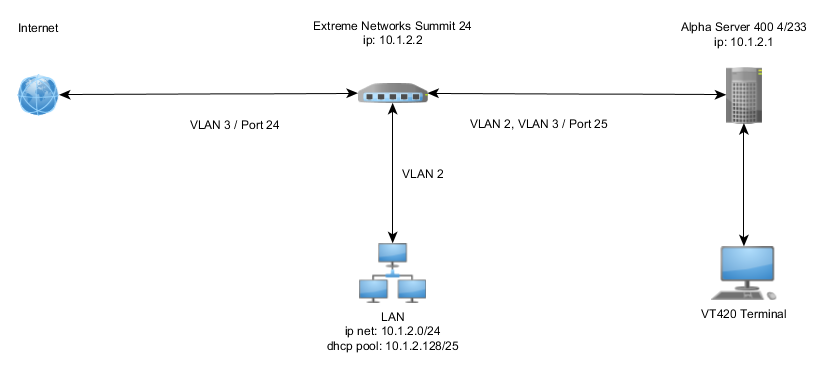 Internet
Extreme Networks Summit 24
ip: 10.1.2.2
Alpha Server 400 4/233
ip: 10.1.2.1
VLAN 3 / Port 24
VLAN 2, VLAN 3 / Port 25
VLAN 2
LAN
ip net: 10.1.2.0/24
dhcp pool: 10.1.2.128/25
VT420 Terminal